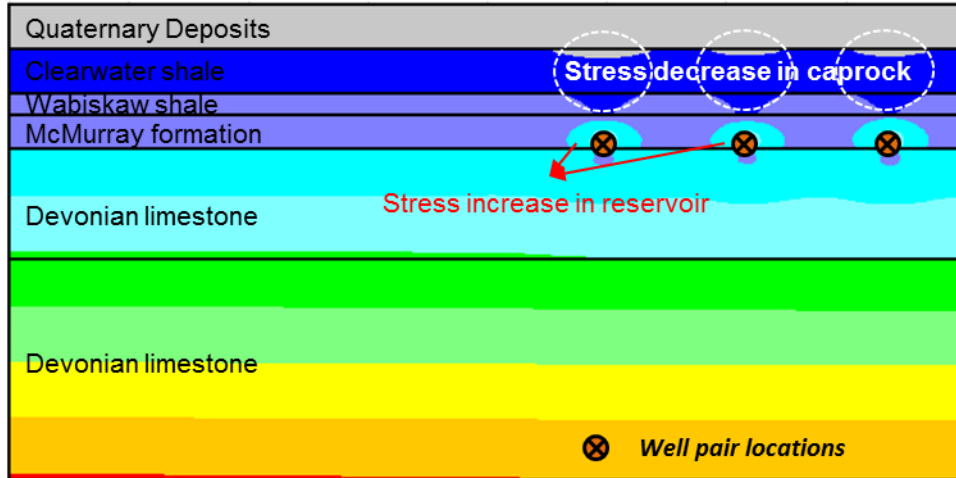 Quaternary Deposits
Clearwater shale
Stress decrease in caprock
Wabiskaw shale
McMurray formation
Stress increase in reservoir
Devonian limestone
Devonian limestone
Well pair locations